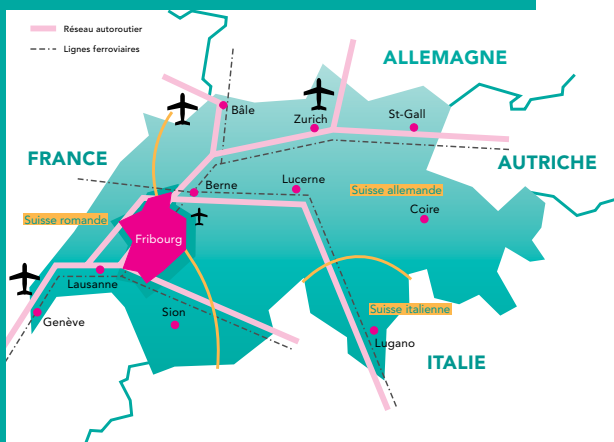 Réseau autoroutier
Lignes ferroviaires
ALLEMAGNE
Bâle
Zurich
St-Gall
FRANCE
AUTRICHE
Berne
Lucerne
Suisse allemande
Suisse romande
Coire
Fribourg
Lausanne
Sion
Suisse italienne
Genève
Lugano
ITALIE